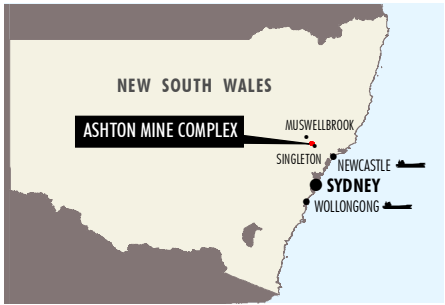 NEW SOUTH WALES
MUSWELLBROOK
ASHTON MINE COMPLEX
SINGLETON
NEWCASTLE
SYDNEY
WOLLONGONG